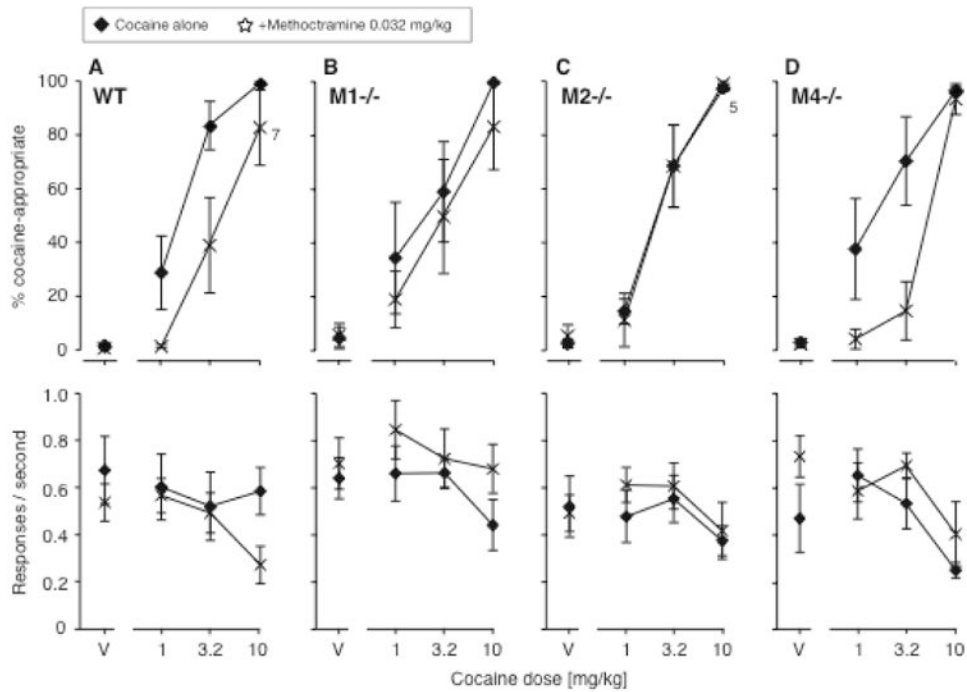 Cocaine alone +Methoctramine 0.032 mg/kg
A B C D
WT M1-/- M2-/- M4-/-
100
80
60
40
20
0
% cocaine-appropriate
7
5
1.0
0.8
0.6
0.4
0.2
0
Responses / second
V 1 3.2 10 V 1 3.2 10 V 1 3.2 10 V 1 3.2 10
Cocaine dose [mg/kg]